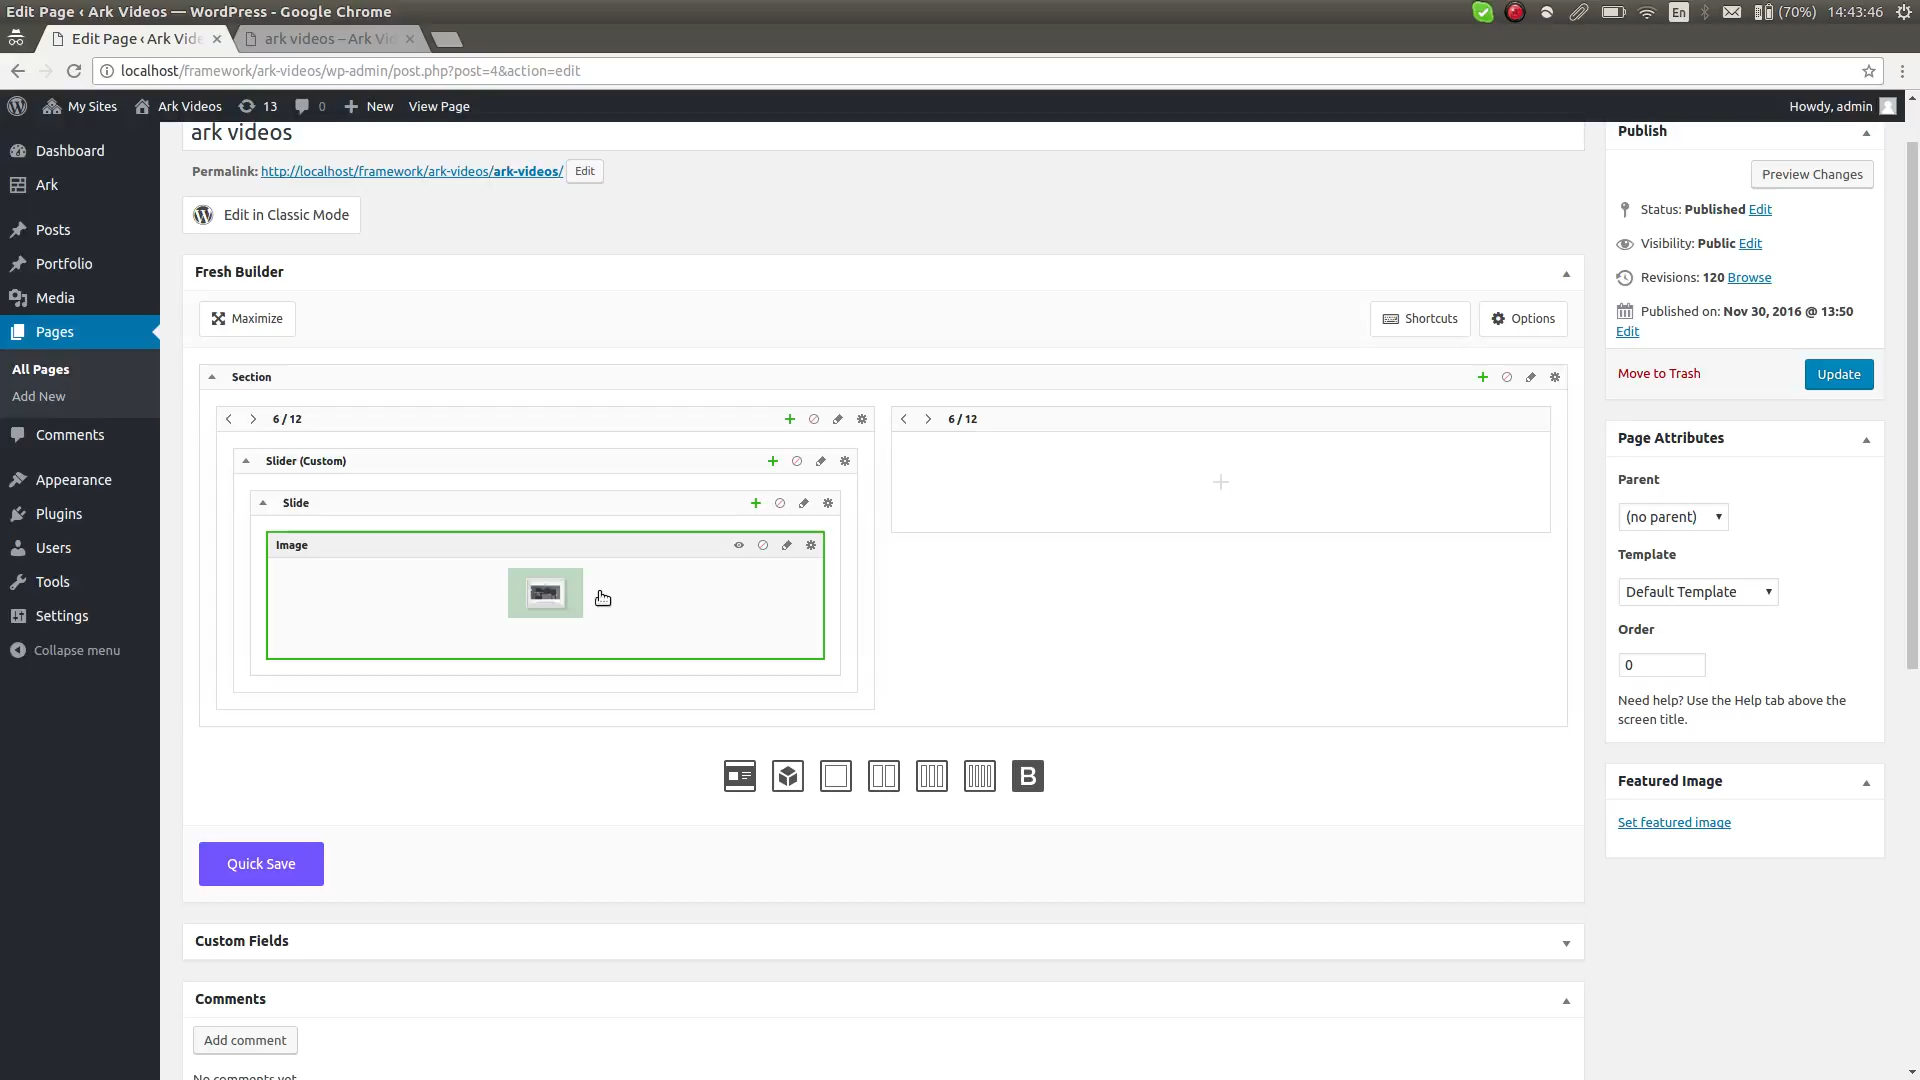 Edit Page ‹ Ark Videos — WordPress - Google Chrome
En
(70%)
14:43:46
Edit Page ‹ Ark Vide
ark videos – Ark Vi
localhost/framework/ark-videos/wp-admin/post.php?post=4&action=edit
My Sites
Ark Videos
13
0
New
View Page
Howdy, admin
Dashboard
Ark
Posts
Portfolio
Media
Pages
All Pages
Add New
Comments
Appearance
Plugins
Users
Tools
Settings
Collapse menu
ark videos
Permalink: http://localhost/framework/ark-videos/ark-videos/
Edit
Edit in Classic Mode
Fresh Builder
Maximize
Shortcuts
Options
Section
6 / 12
6 / 12
Slider (Custom)
Slide
Image
B
Quick Save
Custom Fields
Comments
Add comment
No comments yet
Publish
Preview Changes
Status: Published Edit
Visibility: Public Edit
Revisions: 120 Browse
Published on: Nov 30, 2016 @ 13:50
Edit
Move to Trash
Update
Page Attributes
Parent
(no parent)
Template
Default Template
Order
0
Need help? Use the Help tab above the
screen title.
Featured Image
Set featured image